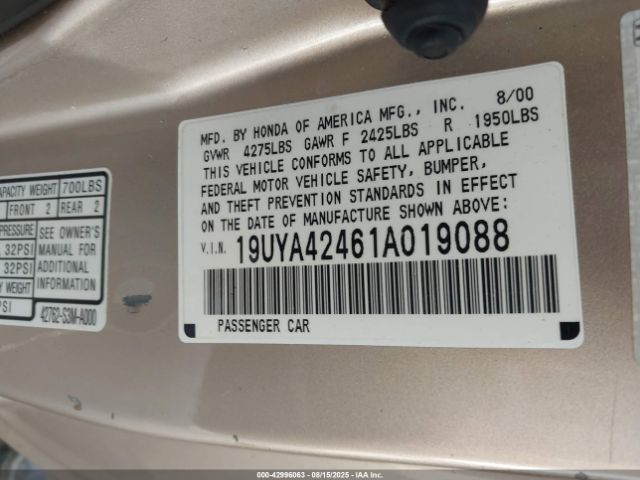 MFD. BY HONDA OF AMERICA MFG., INC. 8/00
GVWR 4275LBS GAWR F 2425LBS R 1950LBS
THIS VEHICLE CONFORMS TO ALL APPLICABLE
FEDERAL MOTOR VEHICLE SAFETY, BUMPER,
AND THEFT PREVENTION STANDARDS IN EFFECT
ON THE DATE OF MANUFACTURE SHOWN ABOVE:
V.I.N. 19UYA42461A019088
PASSENGER CAR
CAPACITY WEIGHT 700LBS
FRONT 2 REAR 2
PRESSURE SEE OWNER'S
32PSI MANUAL FOR
32PSI ADDITIONAL
WEIGHT INFORMATION
PSI
42762-S3M-A000
000-42996063 - 08/15/2025 - IAAI.CA